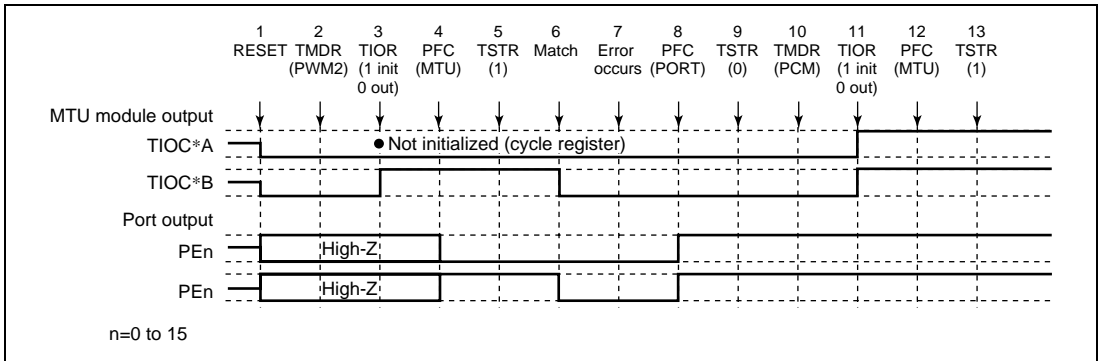 1 2 3 4 5 6 7 8 9 10 11 12 13
RESET TMDR TIOR PFC TSTR Match Error PFC TSTR TMDR TIOR PFC TSTR
(PWM2) (1 init (MTU) (1) occurs (PORT) (0) (PCM) (1 init (MTU) (1)
0 out) 0 out)
MTU module output
TIOC*A
● Not initialized (cycle register)
TIOC*B
Port output
PEn
High-Z
PEn
High-Z
n=0 to 15